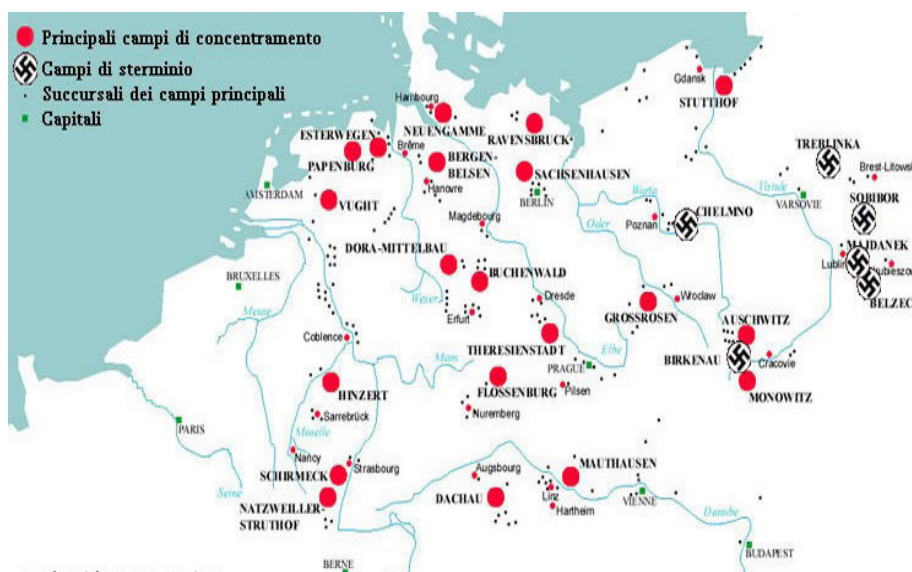 Principali campi di concentramento
Campi di sterminio
Succursali dei campi principali
Capitali
Gdansk
STUTTHOF
Hambourg
NEUENGAMME
RAVENSBRUCK
ESTERWEGEN
Brême
PAPENBURG
BERGEN-
BELSEN
Hanovre
SACHSENHAUSEN
BERLIN
TREBLINKA
Brest-Litowsk
AMSTERDAM
VUGHT
Warta
Vistule
VARSOVIE
SOBIBOR
Magdebourg
Oder
Poznan
CHELMNO
DORA-MITTELBAU
MAJDANEK
Lublin
BELZEC
BRUXELLES
BUCHENWALD
Meuse
Weser
Erfurt
Dresde
Wroclaw
GROSSROSEN
AUSCHWITZ
Coblence
THERESIENSTADT
Elbe
PRAGUE
BIRKENAU
Cracovie
Main
HINZERT
FLOSSENBURG
Pilsen
MONOWITZ
Sarrebrück
Nuremberg
PARIS
Moselle
Nancy
SCHIRMECK
Strasbourg
Augsbourg
MAUTHAUSEN
Seine
NATZWEILLER-
STRUTHOF
DACHAU
Linz
Hartheim
VIENNE
Danube
BUDAPEST
BERNE